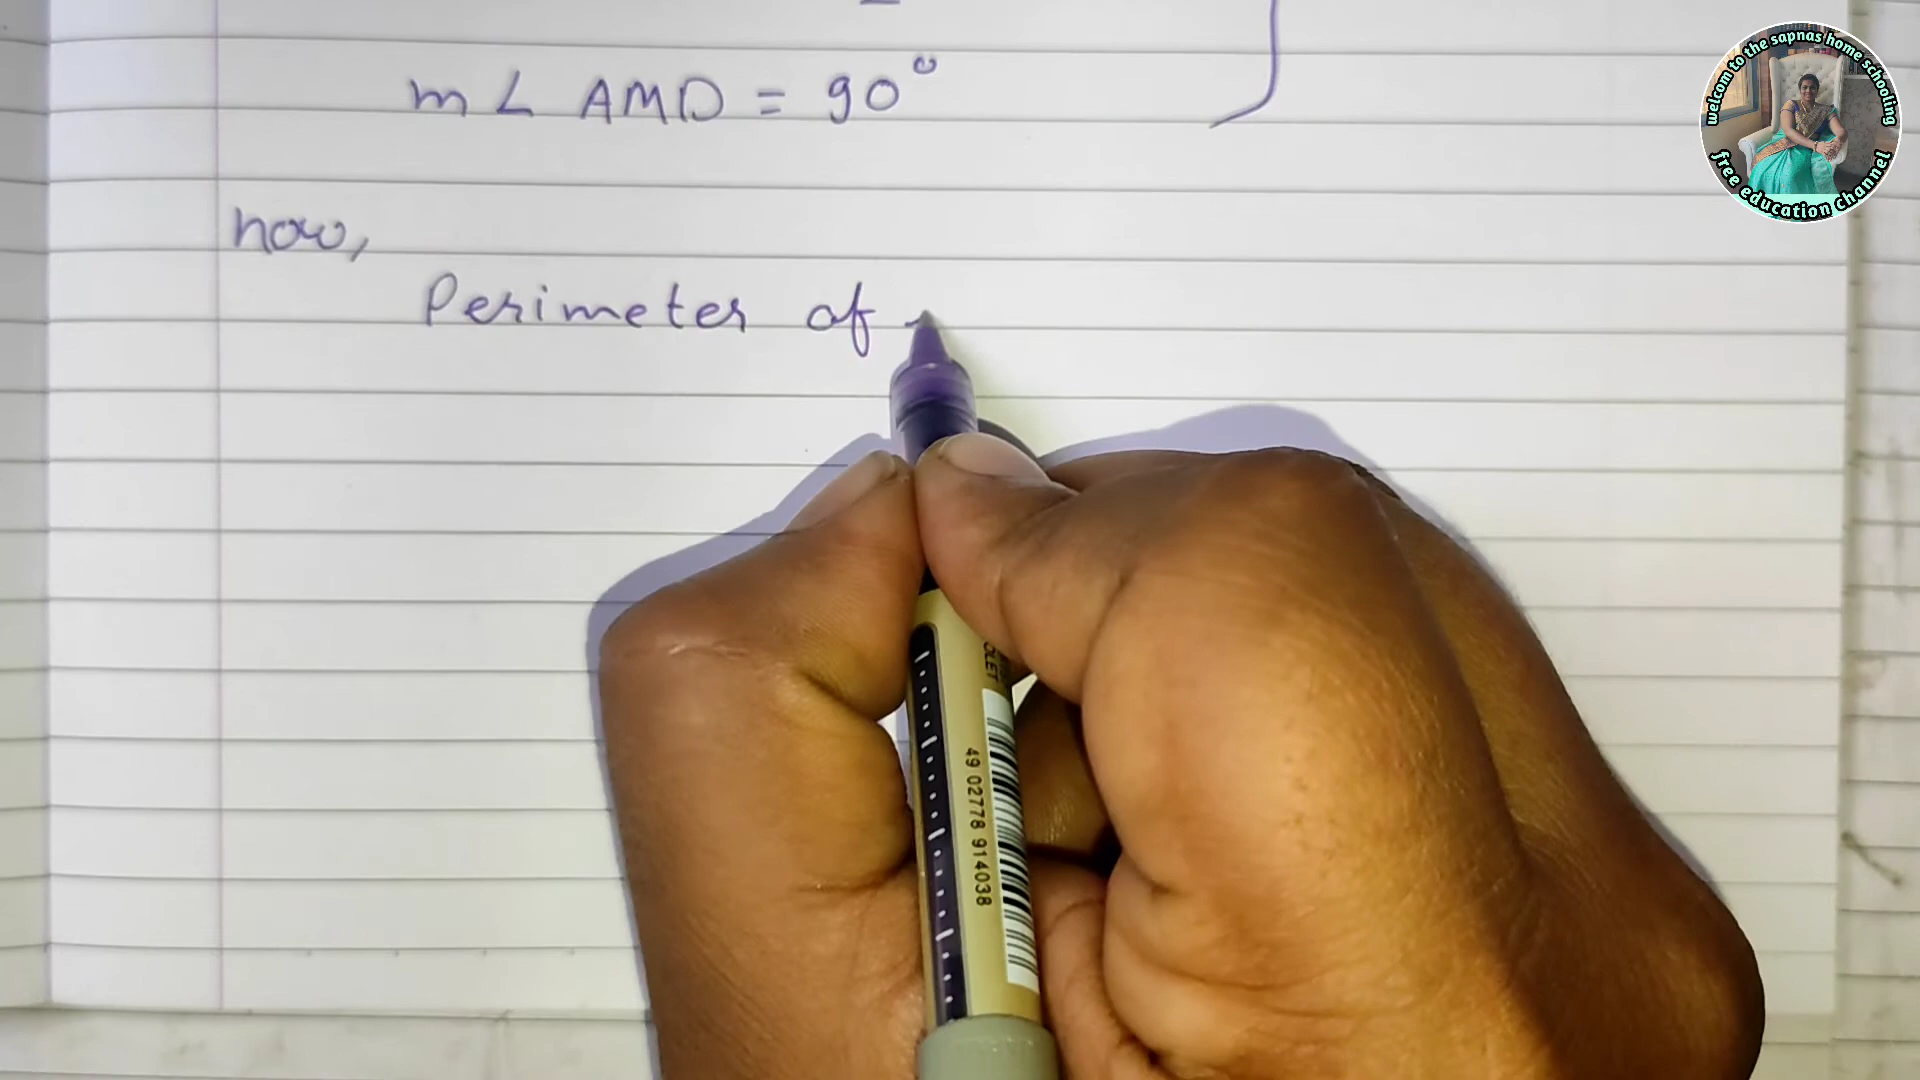 m ∠ AMD = 90°
now,
Perimeter of
49 02778 914038
welcom to the sapnas home schooling
free education channel